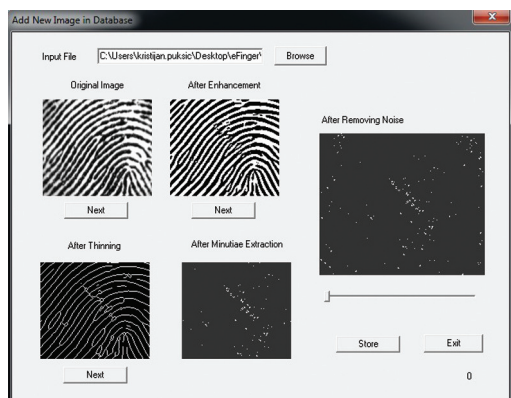 Add New Image in Database
Input File C:\Users\kristijan.puksic\Desktop\eFinger\ Browse
Original Image After Enhancement
After Removing Noise
Next Next
After Thinning After Minutiae Extraction
Store Exit
Next 0